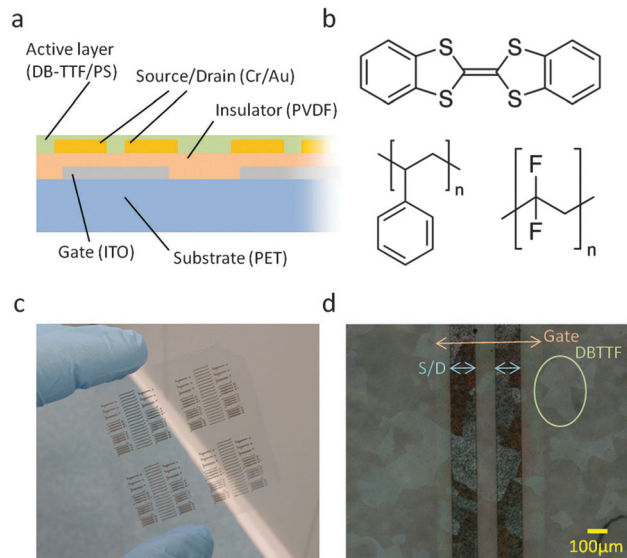 a
Active layer
(DB-TTF/PS)
Source/Drain (Cr/Au)
Insulator (PVDF)
Gate (ITO)
Substrate (PET)
b
S
S
S
S
n
F
F
n
c
d
Gate
S/D
DBTTF
100μm